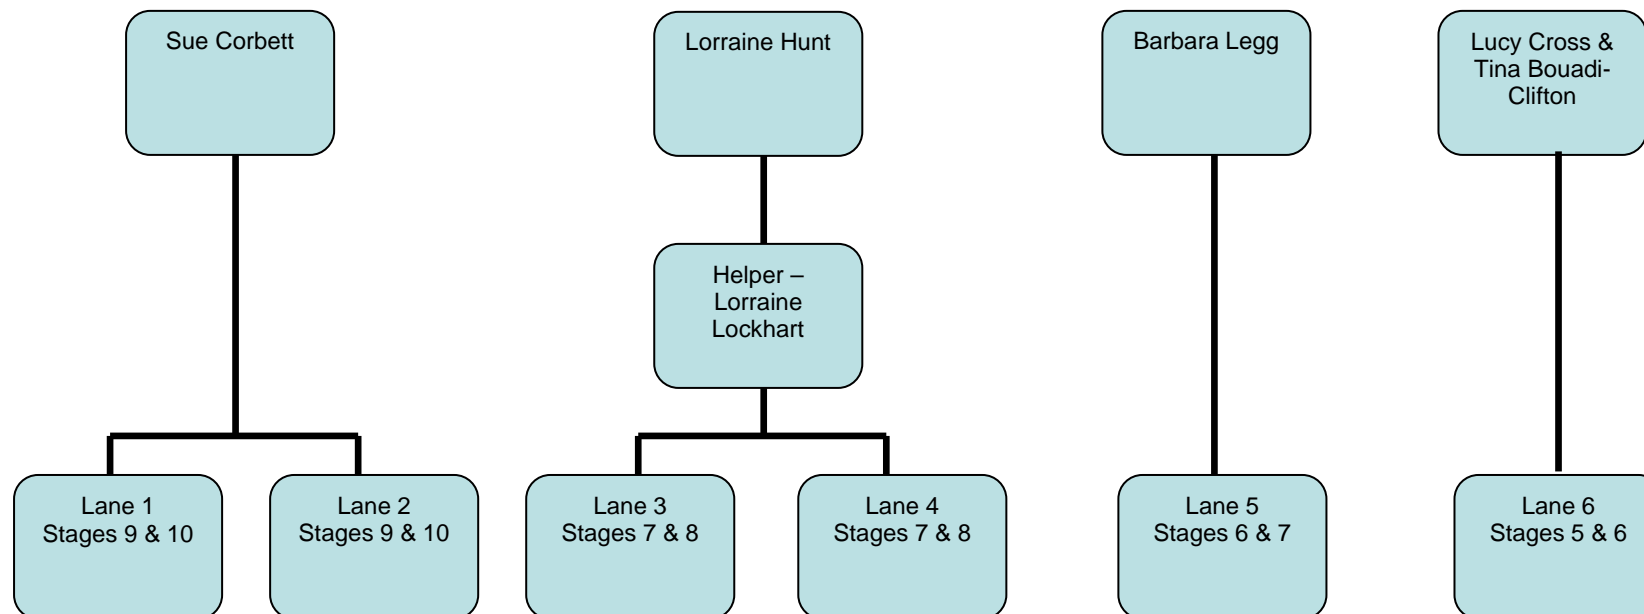 Sue Corbett
Lorraine Hunt
Barbara Legg
Lucy Cross &
Tina Bouadi-
Clifton
Helper –
Lorraine
Lockhart
Lane 1
Stages 9 & 10
Lane 2
Stages 9 & 10
Lane 3
Stages 7 & 8
Lane 4
Stages 7 & 8
Lane 5
Stages 6 & 7
Lane 6
Stages 5 & 6